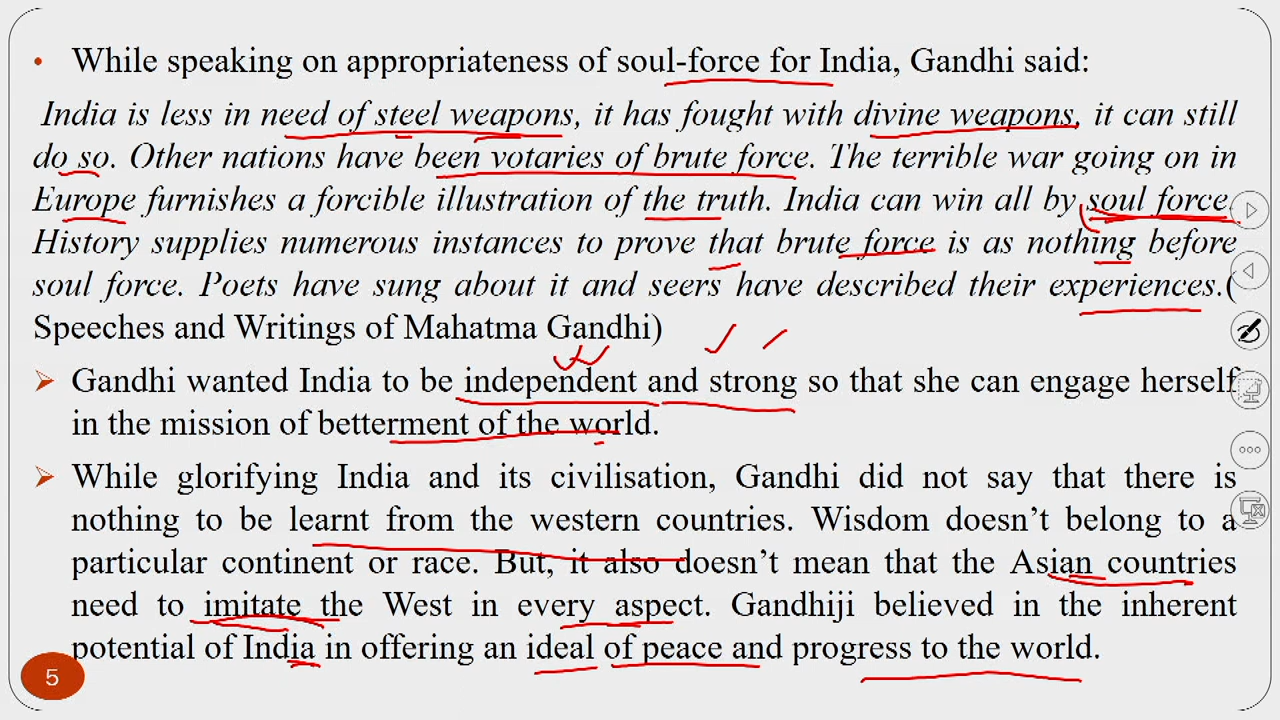 • While speaking on appropriateness of soul-force for India, Gandhi said:
India is less in need of steel weapons, it has fought with divine weapons, it can still
do so. Other nations have been votaries of brute force. The terrible war going on in
Europe furnishes a forcible illustration of the truth. India can win all by soul force.
History supplies numerous instances to prove that brute force is as nothing before
soul force. Poets have sung about it and seers have described their experiences.(
Speeches and Writings of Mahatma Gandhi)
➢ Gandhi wanted India to be independent and strong so that she can engage herself
in the mission of betterment of the world.
➢ While glorifying India and its civilisation, Gandhi did not say that there is
nothing to be learnt from the western countries. Wisdom doesn’t belong to a
particular continent or race. But, it also doesn’t mean that the Asian countries
need to imitate the West in every aspect. Gandhiji believed in the inherent
potential of India in offering an ideal of peace and progress to the world.
5